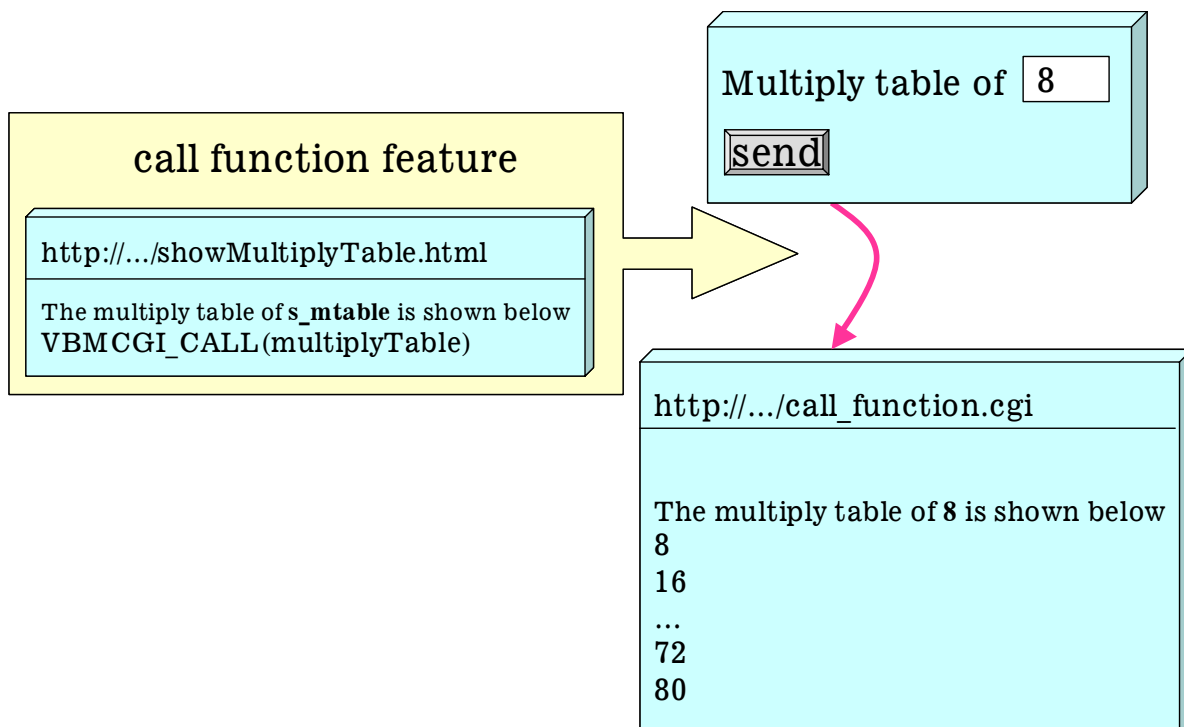 Multiply table of 8
send
call function feature
http://.../showMultiplyTable.html
The multiply table of s_mtable is shown below
VBMCGI_CALL(multiplyTable)
http://.../call_function.cgi
The multiply table of 8 is shown below
8
16
...
72
80